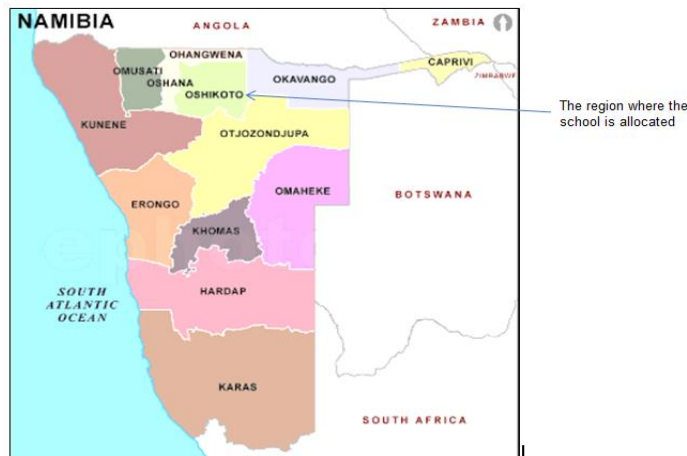 NAMIBIA
ANGOLA
ZAMBIA
OHANGWENA
OMUSATI
OSHANA
OSHIKOTO
OKAVANGO
CAPRIVI
ZIMBABWE
The region where the
school is allocated
KUNENE
OTJOZONDJUPA
ERONGO
OMAHEKE
BOTSWANA
KHOMAS
SOUTH
ATLANTIC
OCEAN
HARDAP
KARAS
SOUTH AFRICA